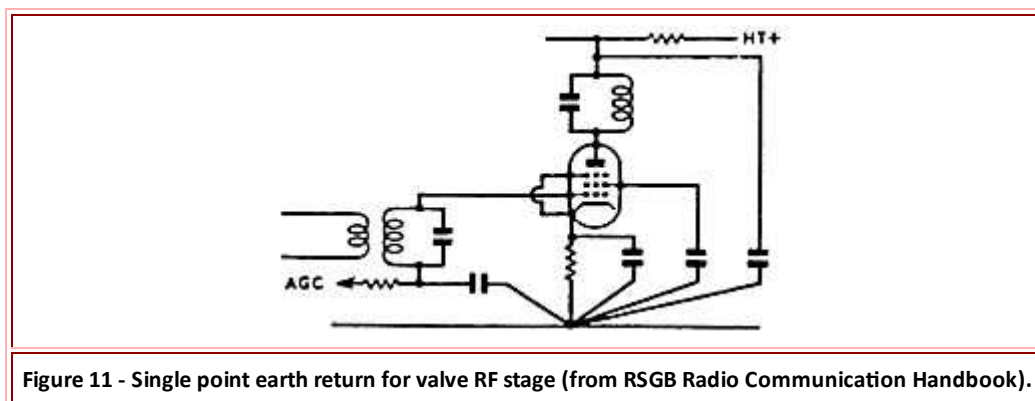 HT+
AGC
Figure 11 - Single point earth return for valve RF stage (from RSGB Radio Communication Handbook).